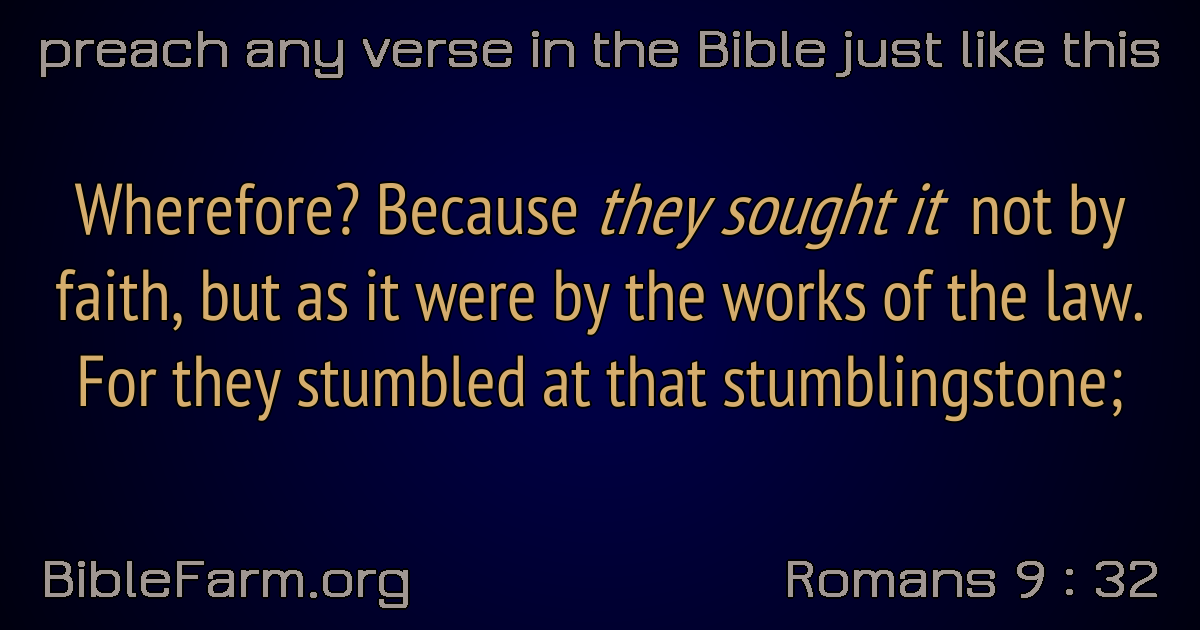 preach any verse in the Bible just like this
Wherefore? Because they sought it not by
faith, but as it were by the works of the law.
For they stumbled at that stumblingstone;
BibleFarm.org
Romans 9 : 32